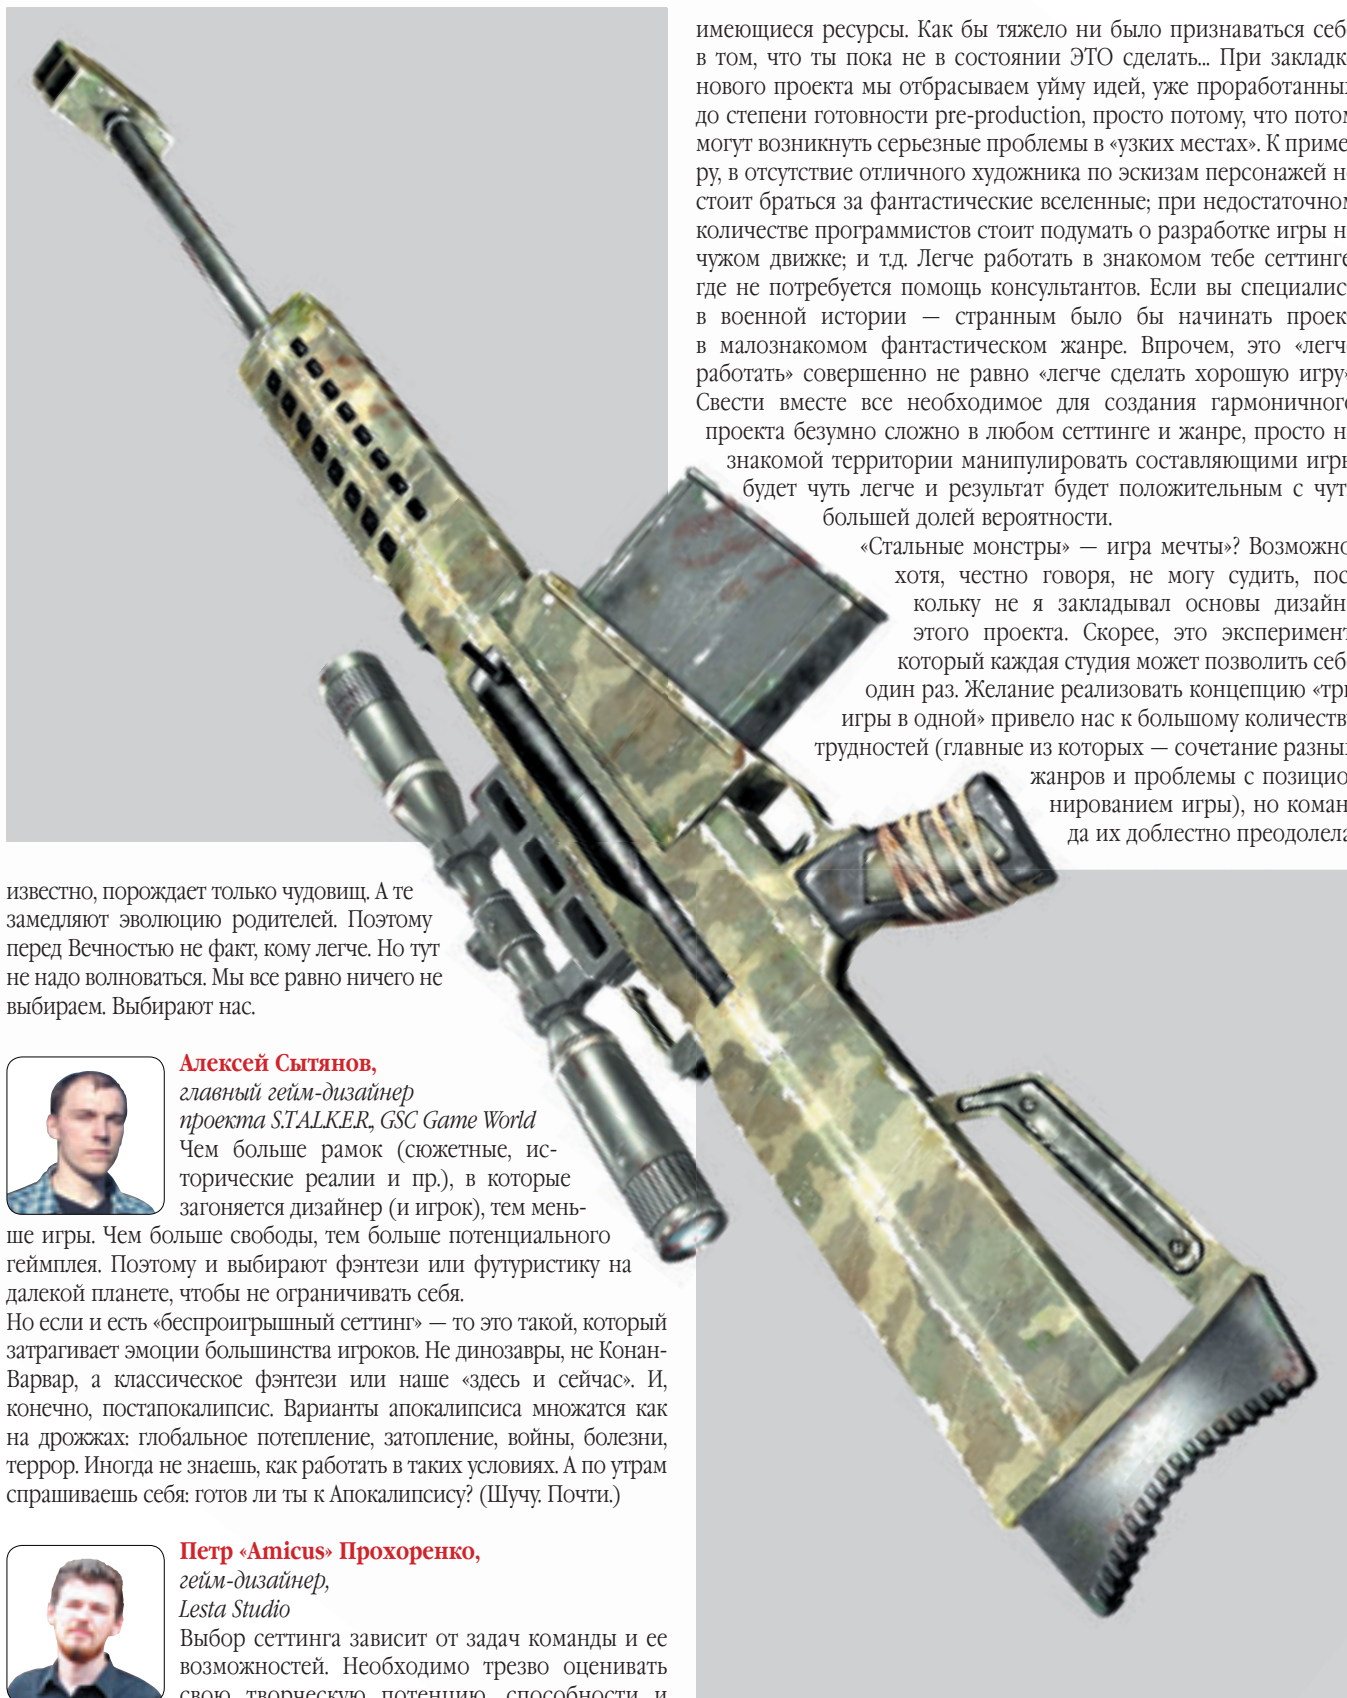 известно, порождает только чудовищ. А те
замедляют эволюцию родителей. Поэтому
перед Вечностью не факт, кому легче. Но тут
не надо волноваться. Мы все равно ничего не
выбираем. Выбирают нас.
Алексей Сытянов,
главный гейм-дизайнер
проекта S.T.A.L.K.E.R., GSC Game World
Чем больше рамок (сюжетные, ис-
торические реалии и пр.), в которые
загоняется дизайнер (и игрок), тем мень-
ше игры. Чем больше свободы, тем больше потенциального
геймплея. Поэтому и выбирают фэнтези или футуристику на
далекой планете, чтобы не ограничивать себя.
Но если и есть «беспроигрышный сеттинг» — то это такой, который
затрагивает эмоции большинства игроков. Не динозавры, не Конан-
Варвар, а классическое фэнтези или наше «здесь и сейчас». И,
конечно, постапокалипсис. Варианты апокалипсиса множатся как
на дрожжах: глобальное потепление, затопление, войны, болезни,
террор. Иногда не знаешь, как работать в таких условиях. А по утрам
спрашиваешь себя: готов ли ты к Апокалипсису? (Шучу. Почти.)
Петр «Amicus» Прохоренко,
гейм-дизайнер,
Lesta Studio
Выбор сеттинга зависит от задач команды и ее
возможностей. Необходимо трезво оценивать
свою творческую потенцию, способности и
имеющиеся ресурсы. Как бы тяжело ни было признаваться себ
в том, что ты пока не в состоянии ЭТО сделать... При закладк
нового проекта мы отбрасываем уйму идей, уже проработанных
до степени готовности pre-production, просто потому, что потом
могут возникнуть серьезные проблемы в «узких местах». К приме
ру, в отсутствие отличного художника по эскизам персонажей н
стоит браться за фантастические вселенные; при недостаточном
количестве программистов стоит подумать о разработке игры н
чужом движке; и т.д. Легче работать в знакомом тебе сеттинге
где не потребуется помощь консультантов. Если вы специалис
в военной истории — странным было бы начинать проек
в малознакомом фантастическом жанре. Впрочем, это «легч
работать» совершенно не равно «легче сделать хорошую игру»
Свести вместе все необходимое для создания гармоничног
проекта безумно сложно в любом сеттинге и жанре, просто н
знакомой территории манипулировать составляющими игры
будет чуть легче и результат будет положительным с чут
большей долей вероятности.
«Стальные монстры» — игра мечты»? Возможно
хотя, честно говоря, не могу судить, пос
кольку не я закладывал основы дизайн
этого проекта. Скорее, это эксперимент
который каждая студия может позволить себ
один раз. Желание реализовать концепцию «три
игры в одной» привело нас к большому количеств
трудностей (главные из которых — сочетание разных
жанров и проблемы с позицио
нированием игры), но коман
да их доблестно преодолела